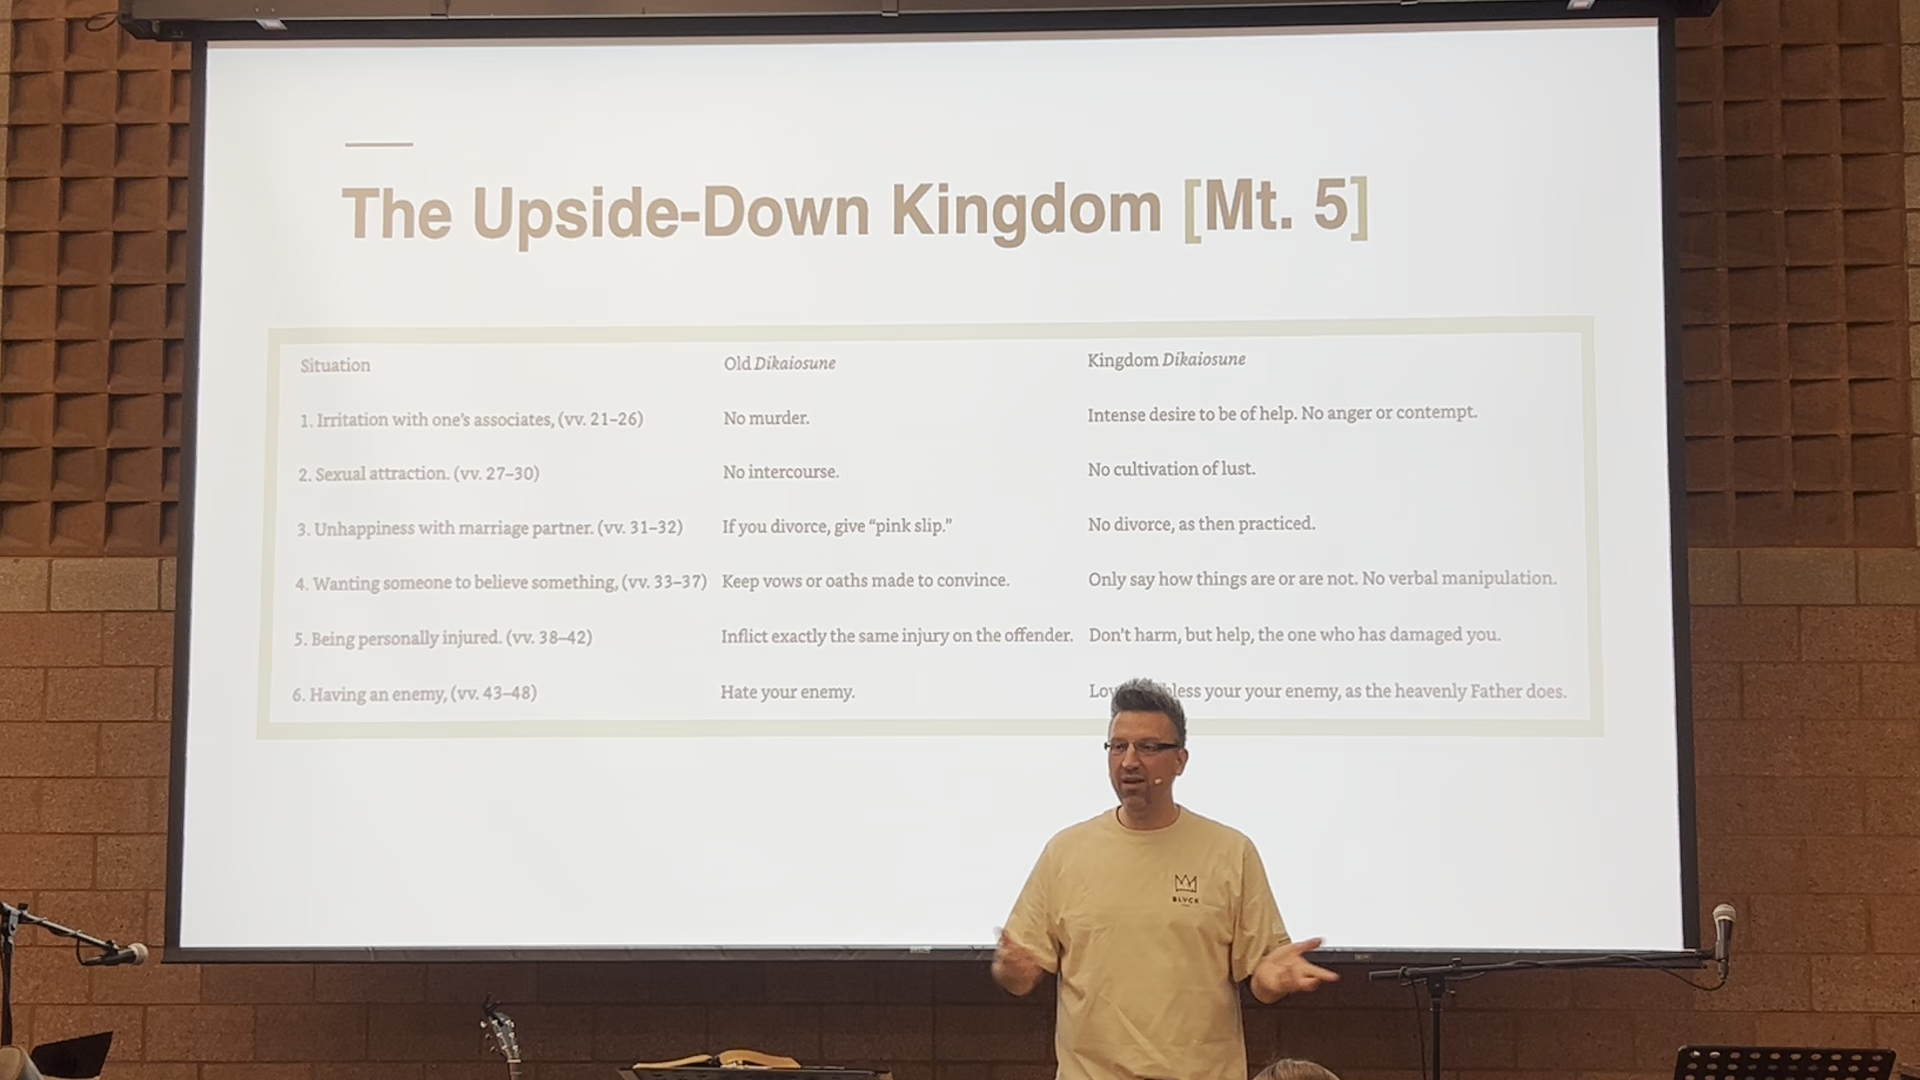 The Upside-Down Kingdom [Mt. 5]
Situation Old Dikaiosune Kingdom Dikaiosune
1. Irritation with one's associates, (vv. 21–26) No murder. Intense desire to be of help. No anger or contempt.
2. Sexual attraction. (vv. 27–30) No intercourse. No cultivation of lust.
3. Unhappiness with marriage partner. (vv. 31–32) If you divorce, give “pink slip.” No divorce, as then practiced.
4. Wanting someone to believe something, (vv. 33–37) Keep vows or oaths made to convince. Only say how things are or are not. No verbal manipulation.
5. Being personally injured. (vv. 38–42) Inflict exactly the same injury on the offender. Don't harm, but help, the one who has damaged you.
6. Having an enemy, (vv. 43–48) Hate your enemy. your your enemy, as the heavenly Father does.
BLVCK